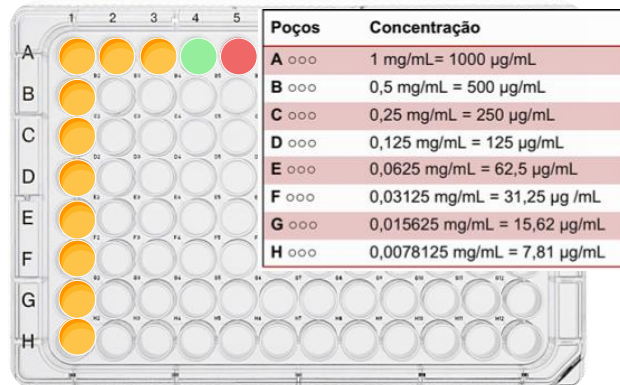 1 2 3 4 5
A
B
C
D
E
F
G
H
Poços Concentração
A ○○○ 1 mg/mL= 1000 µg/mL
B ○○○ 0,5 mg/mL = 500 µg/mL
C ○○○ 0,25 mg/mL = 250 µg/mL
D ○○○ 0,125 mg/mL = 125 µg/mL
E ○○○ 0,0625 mg/mL = 62,5 µg/mL
F ○○○ 0,03125 mg/mL = 31,25 µg /mL
G ○○○ 0,015625 mg/mL = 15,62 µg/mL
H ○○○ 0,0078125 mg/mL = 7,81 µg/mL